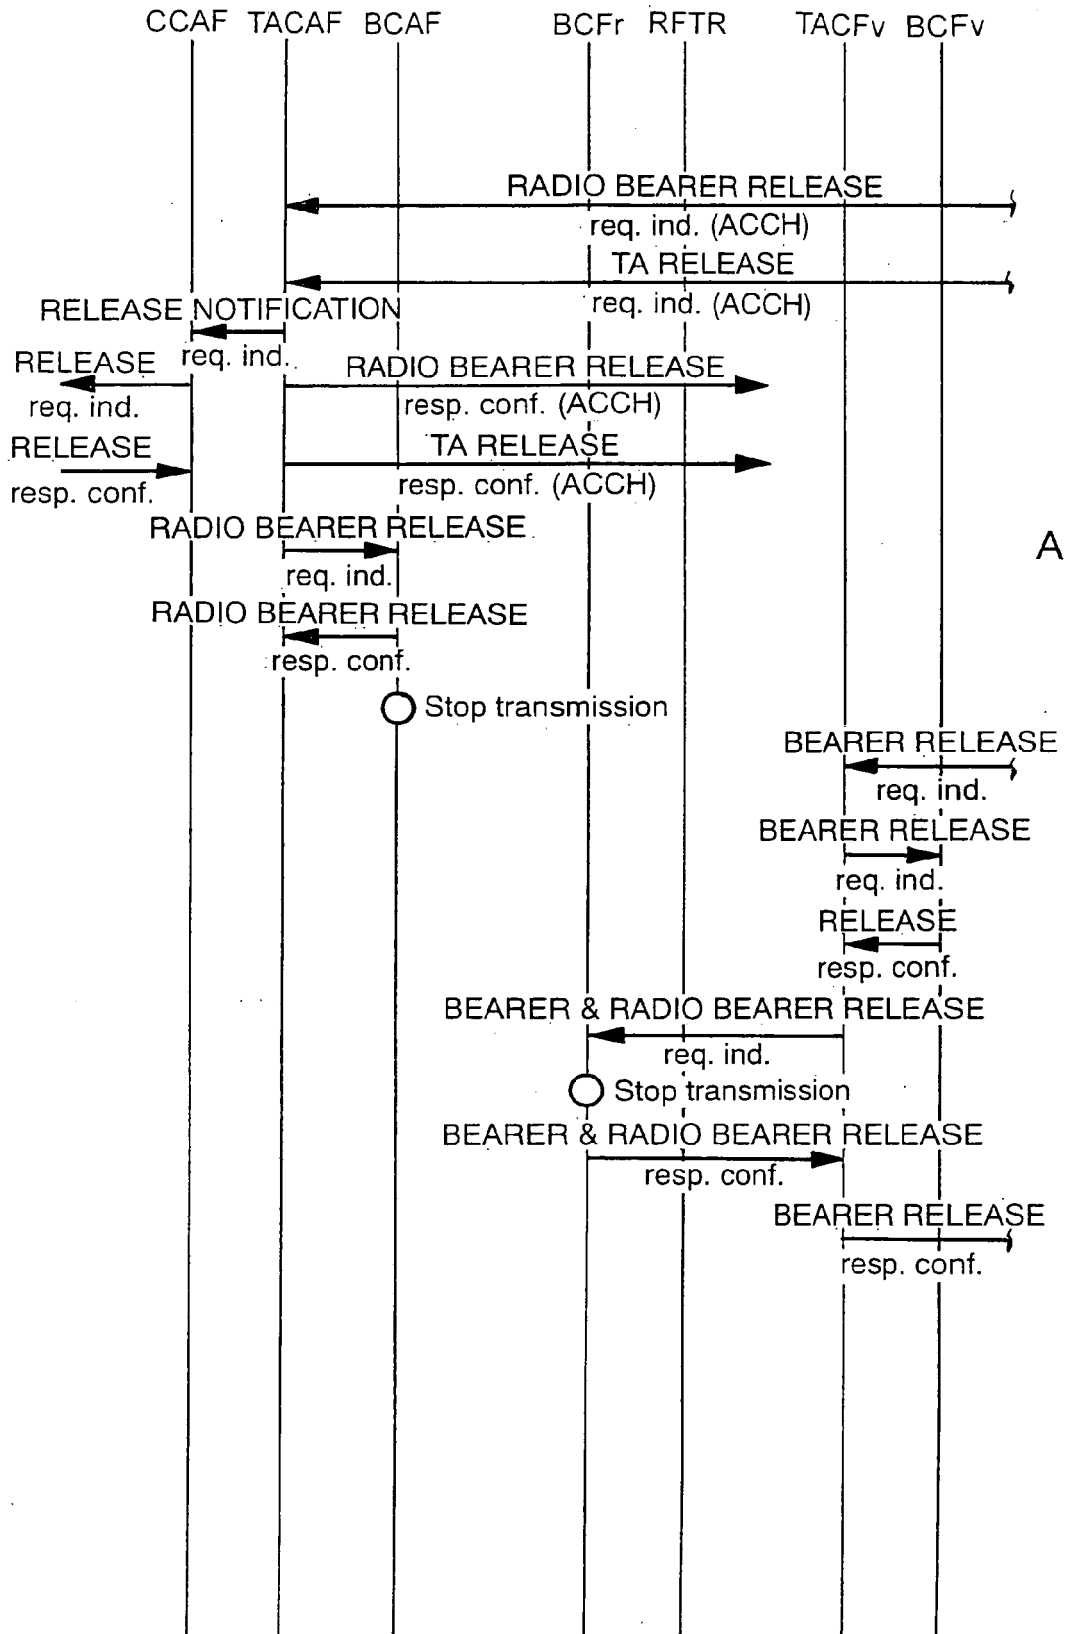 CCAF TACAF BCAF BCFr RFTR TACFv BCFv
RADIO BEARER RELEASE
req. ind. (ACCH)
TA RELEASE
req. ind. (ACCH)
RELEASE NOTIFICATION
req. ind.
RELEASE
req. ind.
RADIO BEARER RELEASE
resp. conf. (ACCH)
RELEASE
resp. conf.
TA RELEASE
resp. conf. (ACCH)
RADIO BEARER RELEASE
req. ind.
A
RADIO BEARER RELEASE
resp. conf.
Stop transmission
BEARER RELEASE
req. ind.
BEARER RELEASE
req. ind.
RELEASE
resp. conf.
BEARER & RADIO BEARER RELEASE
req. ind.
Stop transmission
BEARER & RADIO BEARER RELEASE
resp. conf.
BEARER RELEASE
resp. conf.